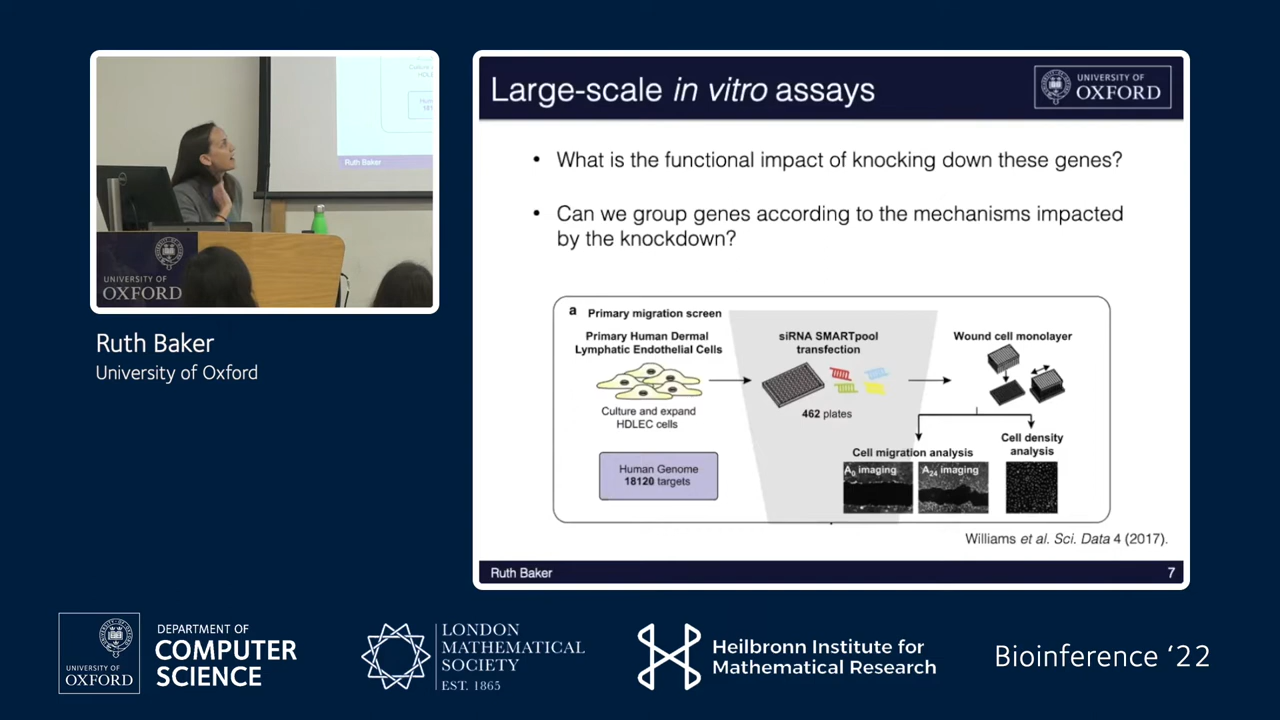 Ruth Baker
UNIVERSITY OF
OXFORD
Ruth Baker
University of Oxford
Large-scale in vitro assays
UNIVERSITY OF
OXFORD
• What is the functional impact of knocking down these genes?
• Can we group genes according to the mechanisms impacted
by the knockdown?
a Primary migration screen
Primary Human Dermal
Lymphatic Endothelial Cells
Culture and expand
HDLEC cells
Human Genome
18120 targets
siRNA SMARTpool
transfection
462 plates
Wound cell monolayer
Cell migration analysis
A0 imaging
A24 imaging
Cell density
analysis
Williams et al. Sci. Data 4 (2017).
Ruth Baker
7
UNIVERSITY OF
OXFORD
DEPARTMENT OF
COMPUTER
SCIENCE
LONDON
MATHEMATICAL
SOCIETY
EST. 1865
Heilbronn Institute for
Mathematical Research
Bioinference ‘22